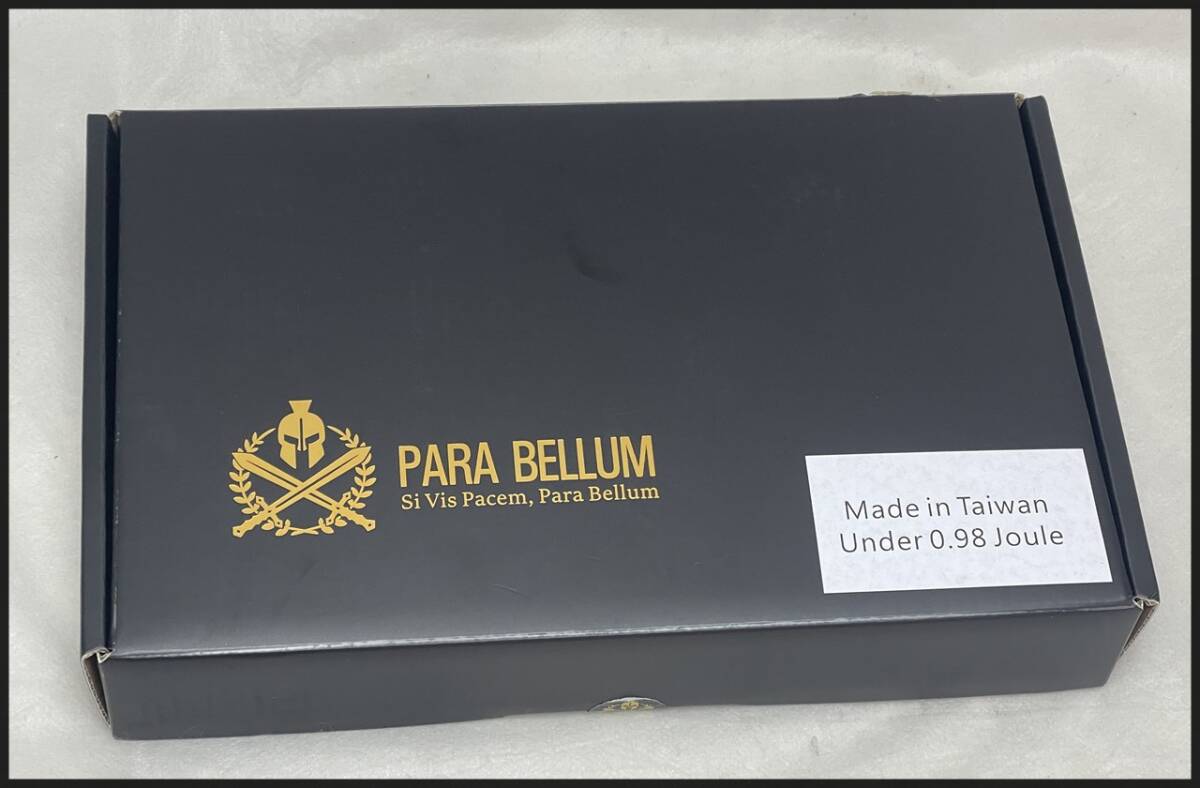 PARA BELLUM
Si Vis Pacem, Para Bellum
Made in Taiwan
Under 0.98 Joule